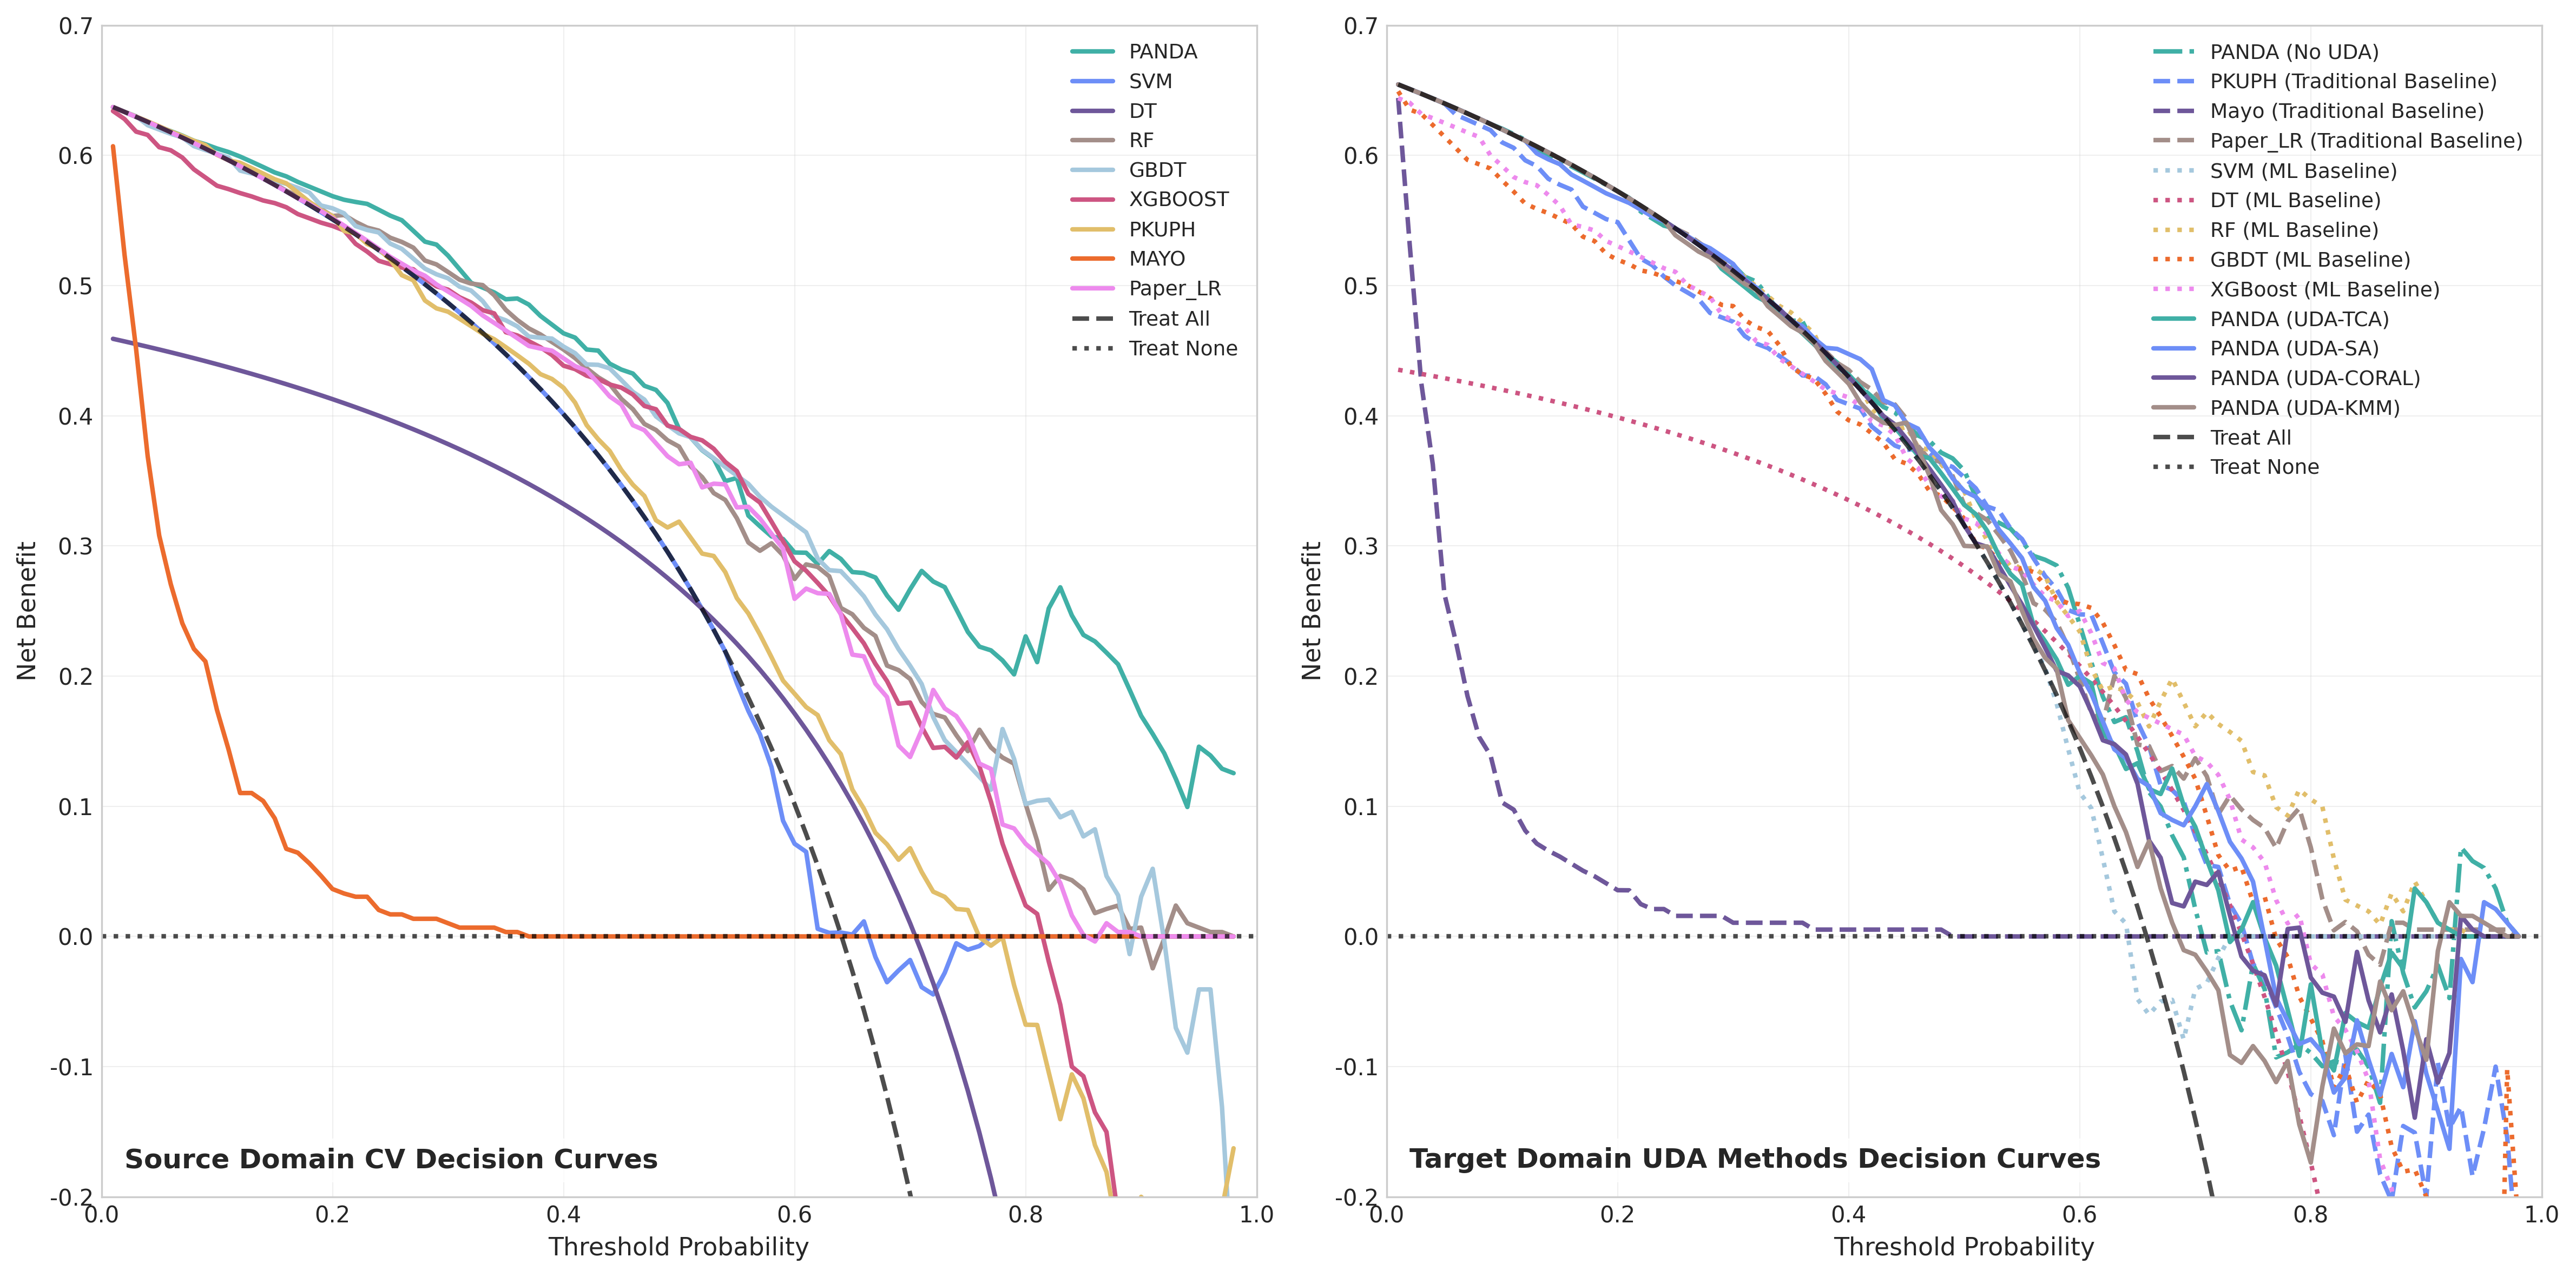 0.7
0.6
0.5
0.4
0.3
0.2
0.1
0.0
-0.1
-0.2
Net Benefit
PANDA
SVM
DT
RF
GBDT
XGBOOST
PKUPH
MAYO
Paper_LR
Treat All
Treat None
Source Domain CV Decision Curves
0.0 0.2 0.4 0.6 0.8 1.0
Threshold Probability
0.7
0.6
0.5
0.4
0.3
0.2
0.1
0.0
-0.1
-0.2
Net Benefit
PANDA (No UDA)
PKUPH (Traditional Baseline)
Mayo (Traditional Baseline)
Paper_LR (Traditional Baseline)
SVM (ML Baseline)
DT (ML Baseline)
RF (ML Baseline)
GBDT (ML Baseline)
XGBoost (ML Baseline)
PANDA (UDA-TCA)
PANDA (UDA-SA)
PANDA (UDA-CORAL)
PANDA (UDA-KMM)
Treat All
Treat None
Target Domain UDA Methods Decision Curves
0.0 0.2 0.4 0.6 0.8 1.0
Threshold Probability